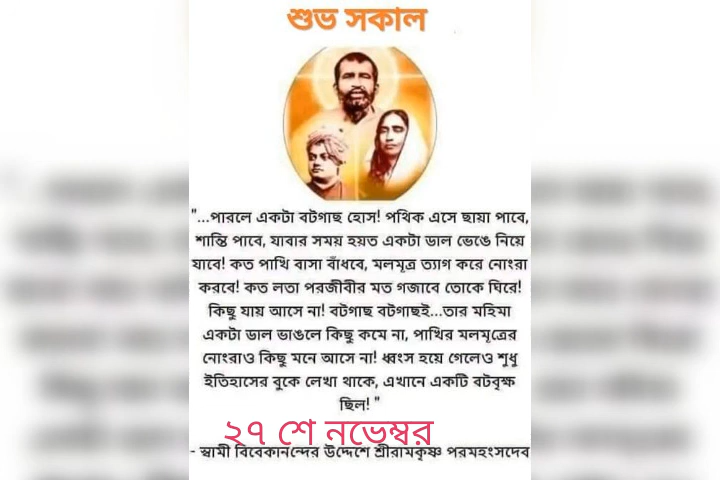 শুভ সকাল
"...পারলে একটা বটগাছ হোস! পথিক এসে ছায়া পাবে,
শান্তি পাবে, যাবার সময় হয়ত একটা ডাল ভেঙে নিয়ে
যাবে! কত পাখি বাসা বাঁধবে, মলমূত্র ত্যাগ করে নোংরা
করবে! কত লতা পরজীবীর মত গজাবে তোকে ঘিরে!
কিছু যায় আসে না! বটগাছ বটগাছই...তার মহিমা
একটা ডাল ভাঙলে কিছু কমে না, পাখির মলমূত্রের
নোংরাও কিছু মনে আসে না! ধ্বংস হয়ে গেলেও শুধু
ইতিহাসের বুকে লেখা থাকে, এখানে একটি বটবৃক্ষ
ছিল! "
২৭ শে নভেম্বর
- স্বামী বিবেকানন্দের উদ্দেশে শ্রীরামকৃষ্ণ পরমহংসদেব